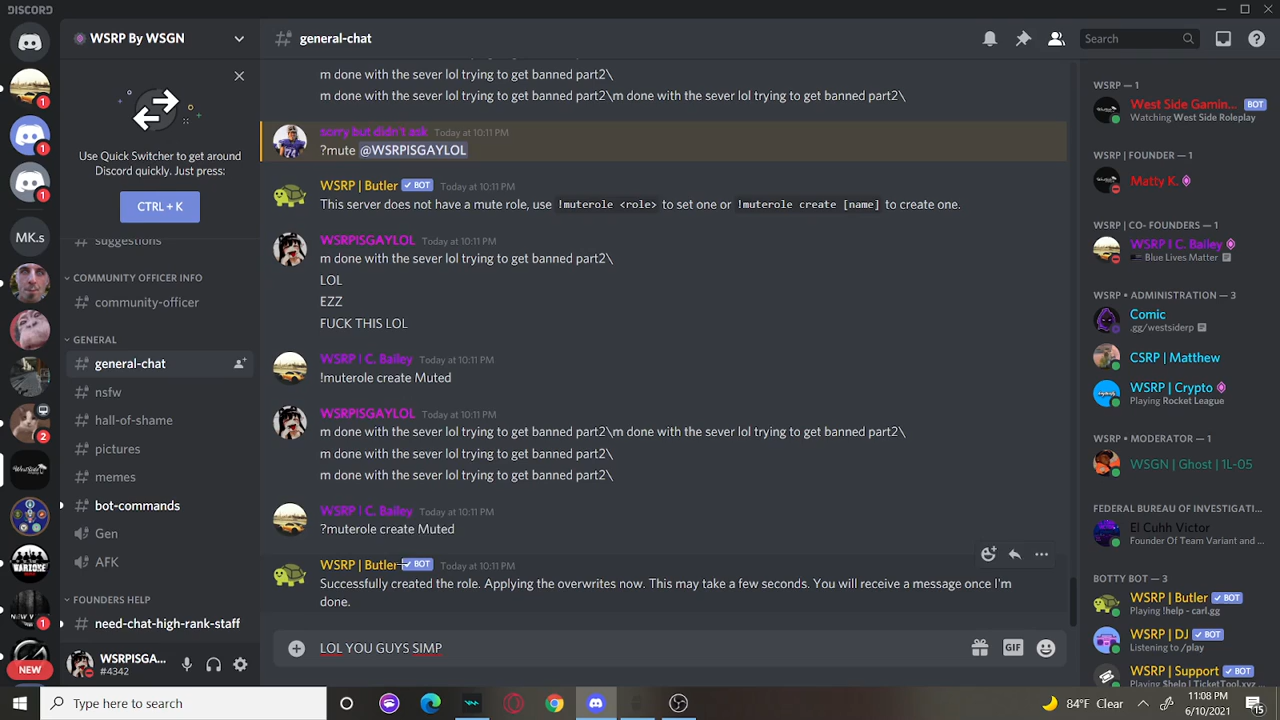 DISCORD
WSRP By WSGN
general-chat
Search
Use Quick Switcher to get around
Discord quickly. Just press:
CTRL + K
suggestions
COMMUNITY OFFICER INFO
community-officer
GENERAL
general-chat
nsfw
hall-of-shame
pictures
memes
bot-commands
Gen
AFK
FOUNDERS HELP
need-chat-high-rank-staff
WSRPISGA...
#4342
1
1
1
MK.s
2
1
NEW
m done with the sever lol trying to get banned part2\
m done with the sever lol trying to get banned part2\m done with the sever lol trying to get banned part2\
sorry but didn't ask Today at 10:11 PM
?mute @WSRPISGAYLOL
WSRP | Butler BOT Today at 10:11 PM
This server does not have a mute role, use !muterole <role> to set one or !muterole create [name] to create one.
WSRPISGAYLOL Today at 10:11 PM
m done with the sever lol trying to get banned part2\
LOL
EZZ
FUCK THIS LOL
WSRP | C. Bailey Today at 10:11 PM
!muterole create Muted
WSRPISGAYLOL Today at 10:11 PM
m done with the sever lol trying to get banned part2\m done with the sever lol trying to get banned part2\
m done with the sever lol trying to get banned part2\
m done with the sever lol trying to get banned part2\
WSRP | C. Bailey Today at 10:11 PM
?muterole create Muted
WSRP | Butler BOT Today at 10:11 PM
Successfully created the role. Applying the overwrites now. This may take a few seconds. You will receive a message once I'm
done.
LOL YOU GUYS SIMP
GIF
WSRP — 1
West Side Gamin... BOT
Watching West Side Roleplay
WSRP | FOUNDER — 1
Matty K.
WSRP | CO- FOUNDERS — 1
WSRP | C. Bailey
Blue Lives Matter
WSRP • ADMINISTRATION — 3
Comic
.gg/westsiderp
CSRP | Matthew
WSRP | Crypto
Playing Rocket League
WSRP • MODERATOR — 1
WSGN | Ghost | 1L-05
FEDERAL BUREAU OF INVESTIGATI...
El Cuhh Victor
Founder Of Team Variant and ...
BOTTY BOT — 3
WSRP | Butler BOT
Playing !help - carl.gg
WSRP | DJ BOT
Listening to /play
WSRP | Support BOT
Playing $help | TicketTool.xyz ...
Type here to search
84°F Clear
11:08 PM
6/10/2021
15